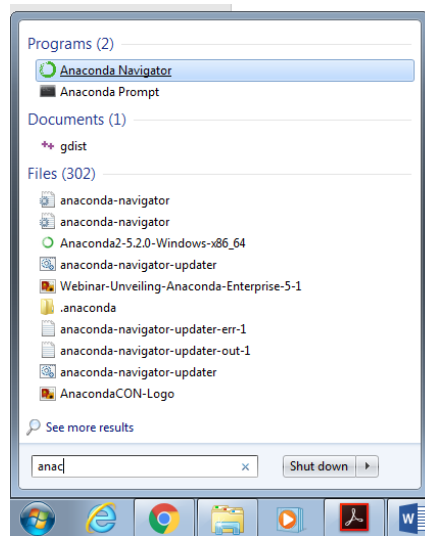 Programs (2)
Anaconda Navigator
Anaconda Prompt
Documents (1)
gdist
Files (302)
anaconda-navigator
anaconda-navigator
Anaconda2-5.2.0-Windows-x86_64
anaconda-navigator-updater
Webinar-Unveiling-Anaconda-Enterprise-5-1
.anaconda
anaconda-navigator-updater-err-1
anaconda-navigator-updater-out-1
anaconda-navigator-updater
AnacondaCON-Logo
See more results
anac
Shut down
W